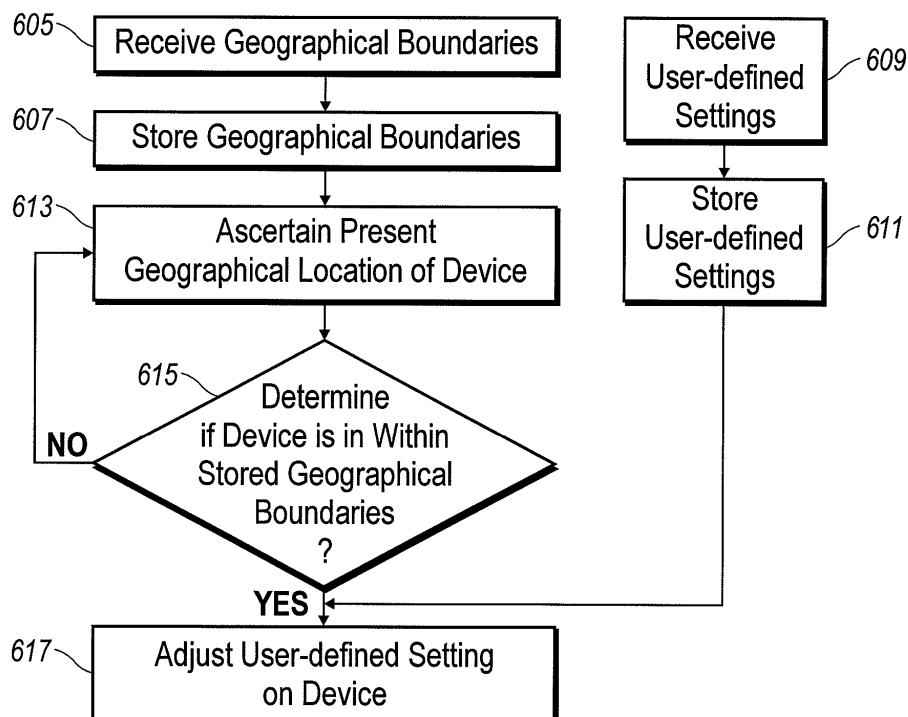 605
Receive Geographical Boundaries
607
Store Geographical Boundaries
613
Ascertain Present
Geographical Location of Device
615
Determine
if Device is in Within
Stored Geographical
Boundaries
?
NO
YES
617
Adjust User-defined Setting
on Device
Receive
User-defined
Settings
609
Store
User-defined
Settings
611